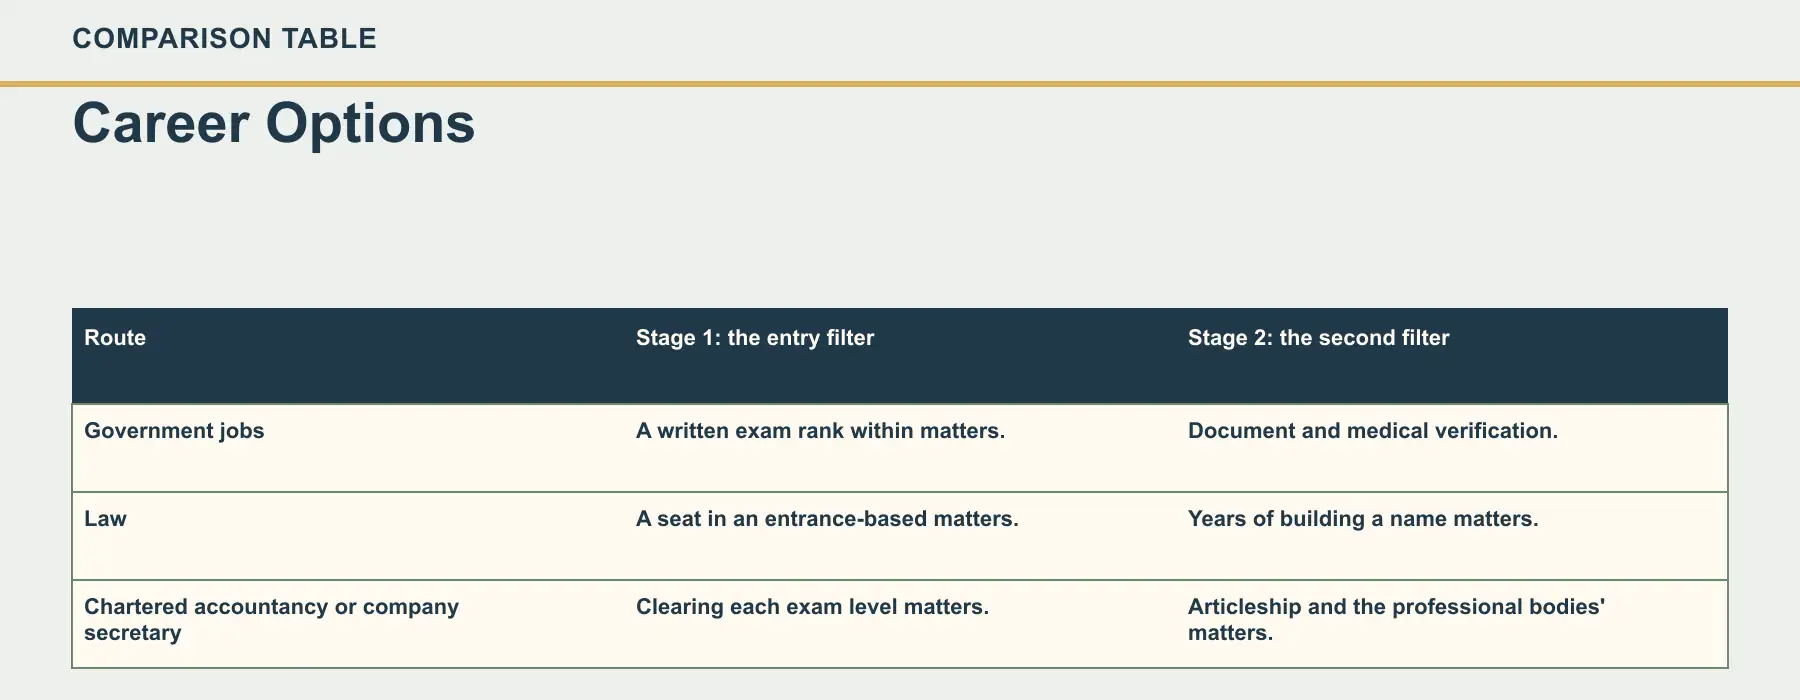 COMPARISON TABLE
Career Options
Route
Stage 1: the entry filter
Stage 2: the second filter
Government jobs
A written exam rank within matters.
Document and medical verification.
Law
A seat in an entrance-based matters.
Years of building a name matters.
Chartered accountancy or company
secretary
Clearing each exam level matters.
Articleship and the professional bodies'
matters.